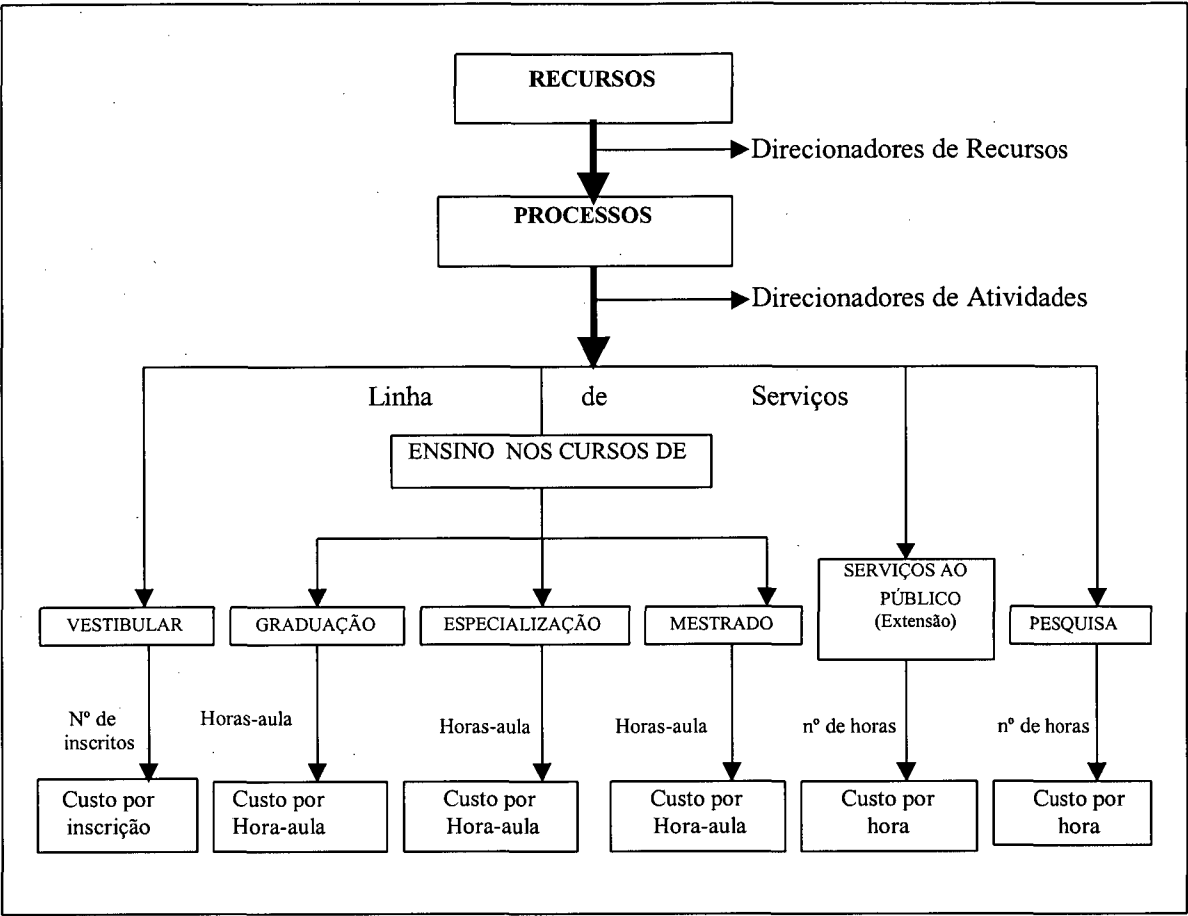 RECURSOS
Direcionadores de Recursos
PROCESSOS
Direcionadores de Atividades
Linha de Serviços
ENSINO NOS CURSOS DE
VESTIBULAR
GRADUAÇÃO
ESPECIALIZAÇÃO
MESTRADO
SERVIÇOS AO
PÚBLICO
(Extensão)
PESQUISA
Nº de
inscritos
Horas-aula
Horas-aula
Horas-aula
nº de horas
nº de horas
Custo por
inscrição
Custo por
Hora-aula
Custo por
Hora-aula
Custo por
Hora-aula
Custo por
hora
Custo por
hora